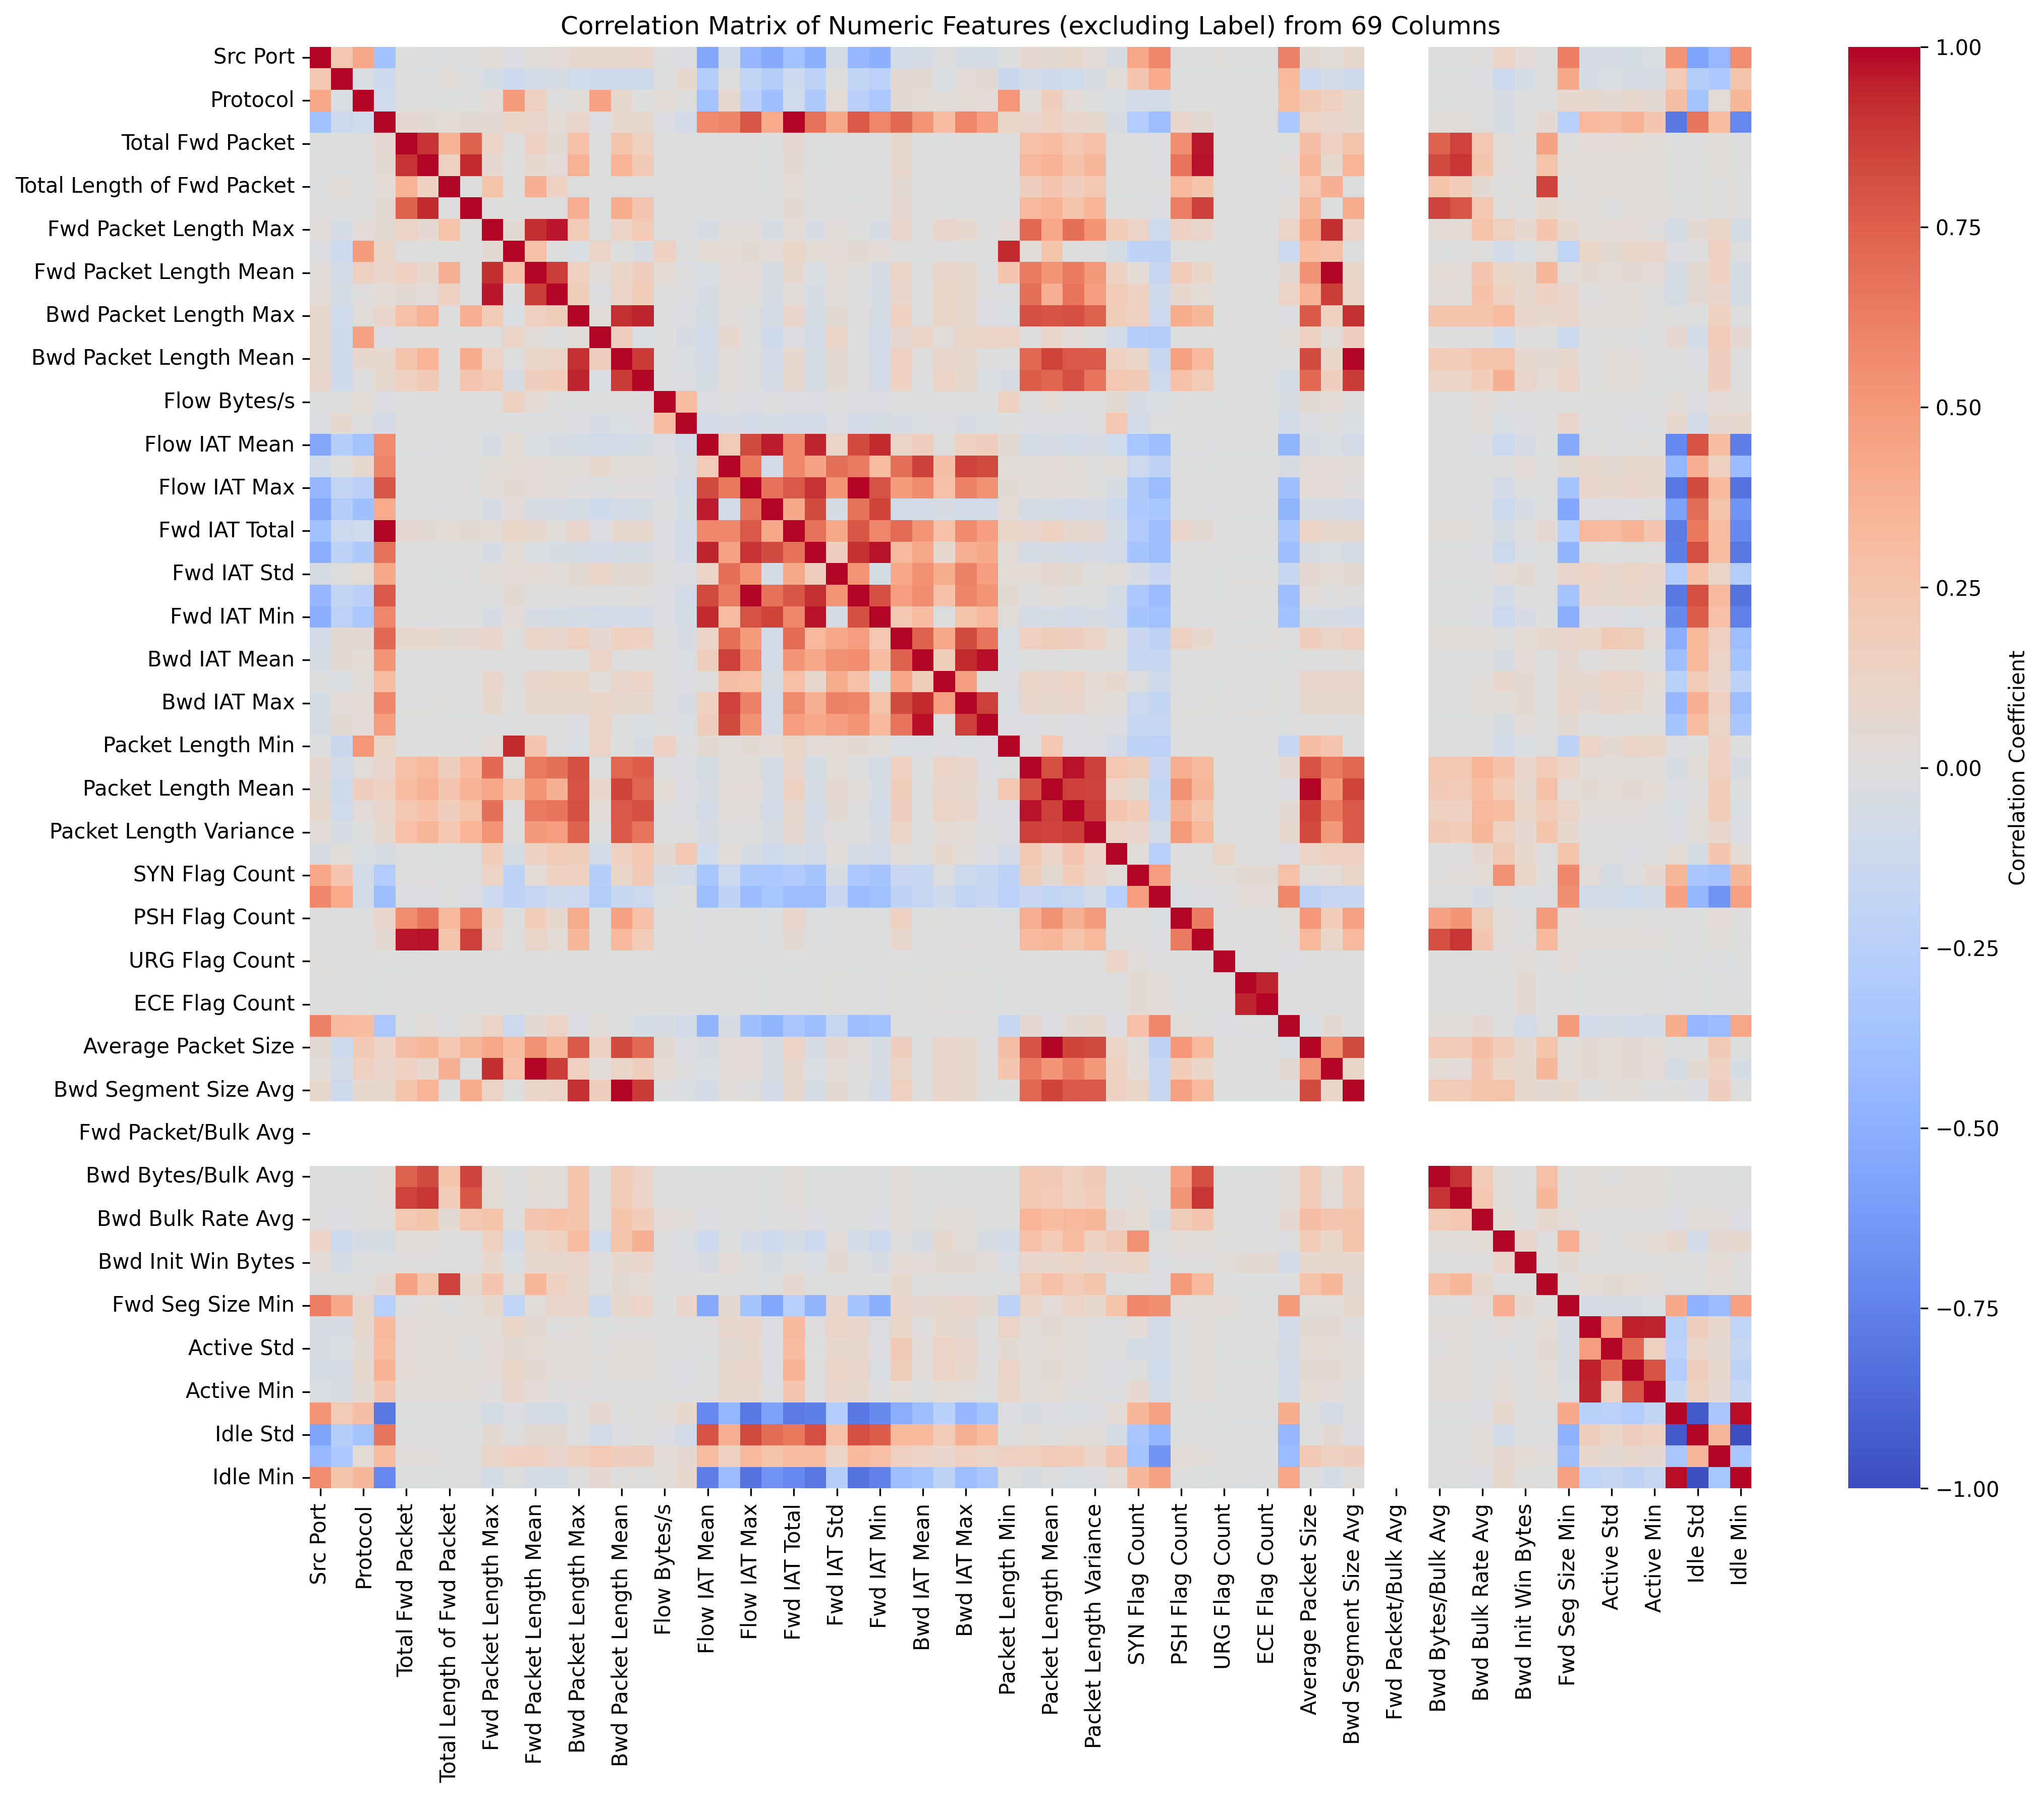 Correlation Matrix of Numeric Features (excluding Label) from 69 Columns
Src Port
Protocol
Total Fwd Packet
Total Length of Fwd Packet
Fwd Packet Length Max
Fwd Packet Length Mean
Bwd Packet Length Max
Bwd Packet Length Mean
Flow Bytes/s
Flow IAT Mean
Flow IAT Max
Fwd IAT Total
Fwd IAT Std
Fwd IAT Min
Bwd IAT Mean
Bwd IAT Max
Packet Length Min
Packet Length Mean
Packet Length Variance
SYN Flag Count
PSH Flag Count
URG Flag Count
ECE Flag Count
Average Packet Size
Bwd Segment Size Avg
Fwd Packet/Bulk Avg
Bwd Bytes/Bulk Avg
Bwd Bulk Rate Avg
Bwd Init Win Bytes
Fwd Seg Size Min
Active Std
Active Min
Idle Std
Idle Min
Src Port
Protocol
Total Fwd Packet
Total Length of Fwd Packet
Fwd Packet Length Max
Fwd Packet Length Mean
Bwd Packet Length Max
Bwd Packet Length Mean
Flow Bytes/s
Flow IAT Mean
Flow IAT Max
Fwd IAT Total
Fwd IAT Std
Fwd IAT Min
Bwd IAT Mean
Bwd IAT Max
Packet Length Min
Packet Length Mean
Packet Length Variance
SYN Flag Count
PSH Flag Count
URG Flag Count
ECE Flag Count
Average Packet Size
Bwd Segment Size Avg
Fwd Packet/Bulk Avg
Bwd Bytes/Bulk Avg
Bwd Bulk Rate Avg
Bwd Init Win Bytes
Fwd Seg Size Min
Active Std
Active Min
Idle Std
Idle Min
1.00
0.75
0.50
0.25
0.00
−0.25
−0.50
−0.75
−1.00
Correlation Coefficient